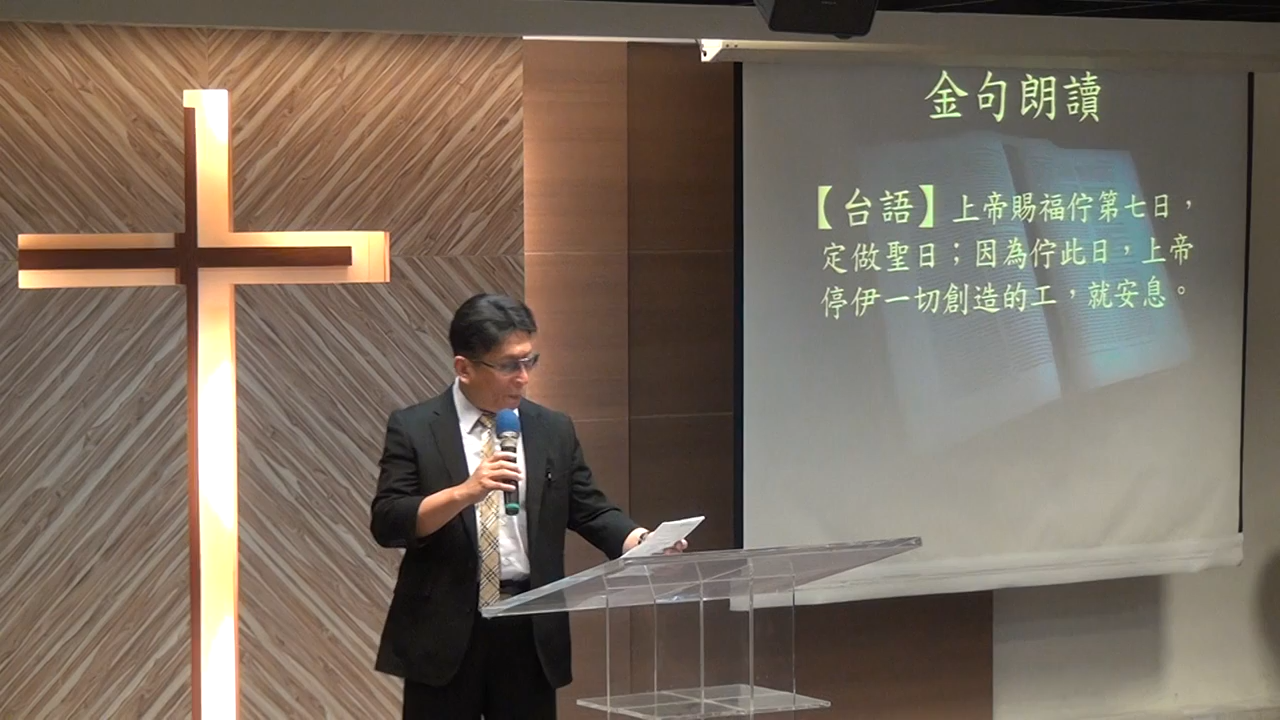 金句朗讀
【台語】上帝賜福佇第七日，
定做聖日；因為佇此日，上帝
停伊一切創造的工，就安息。